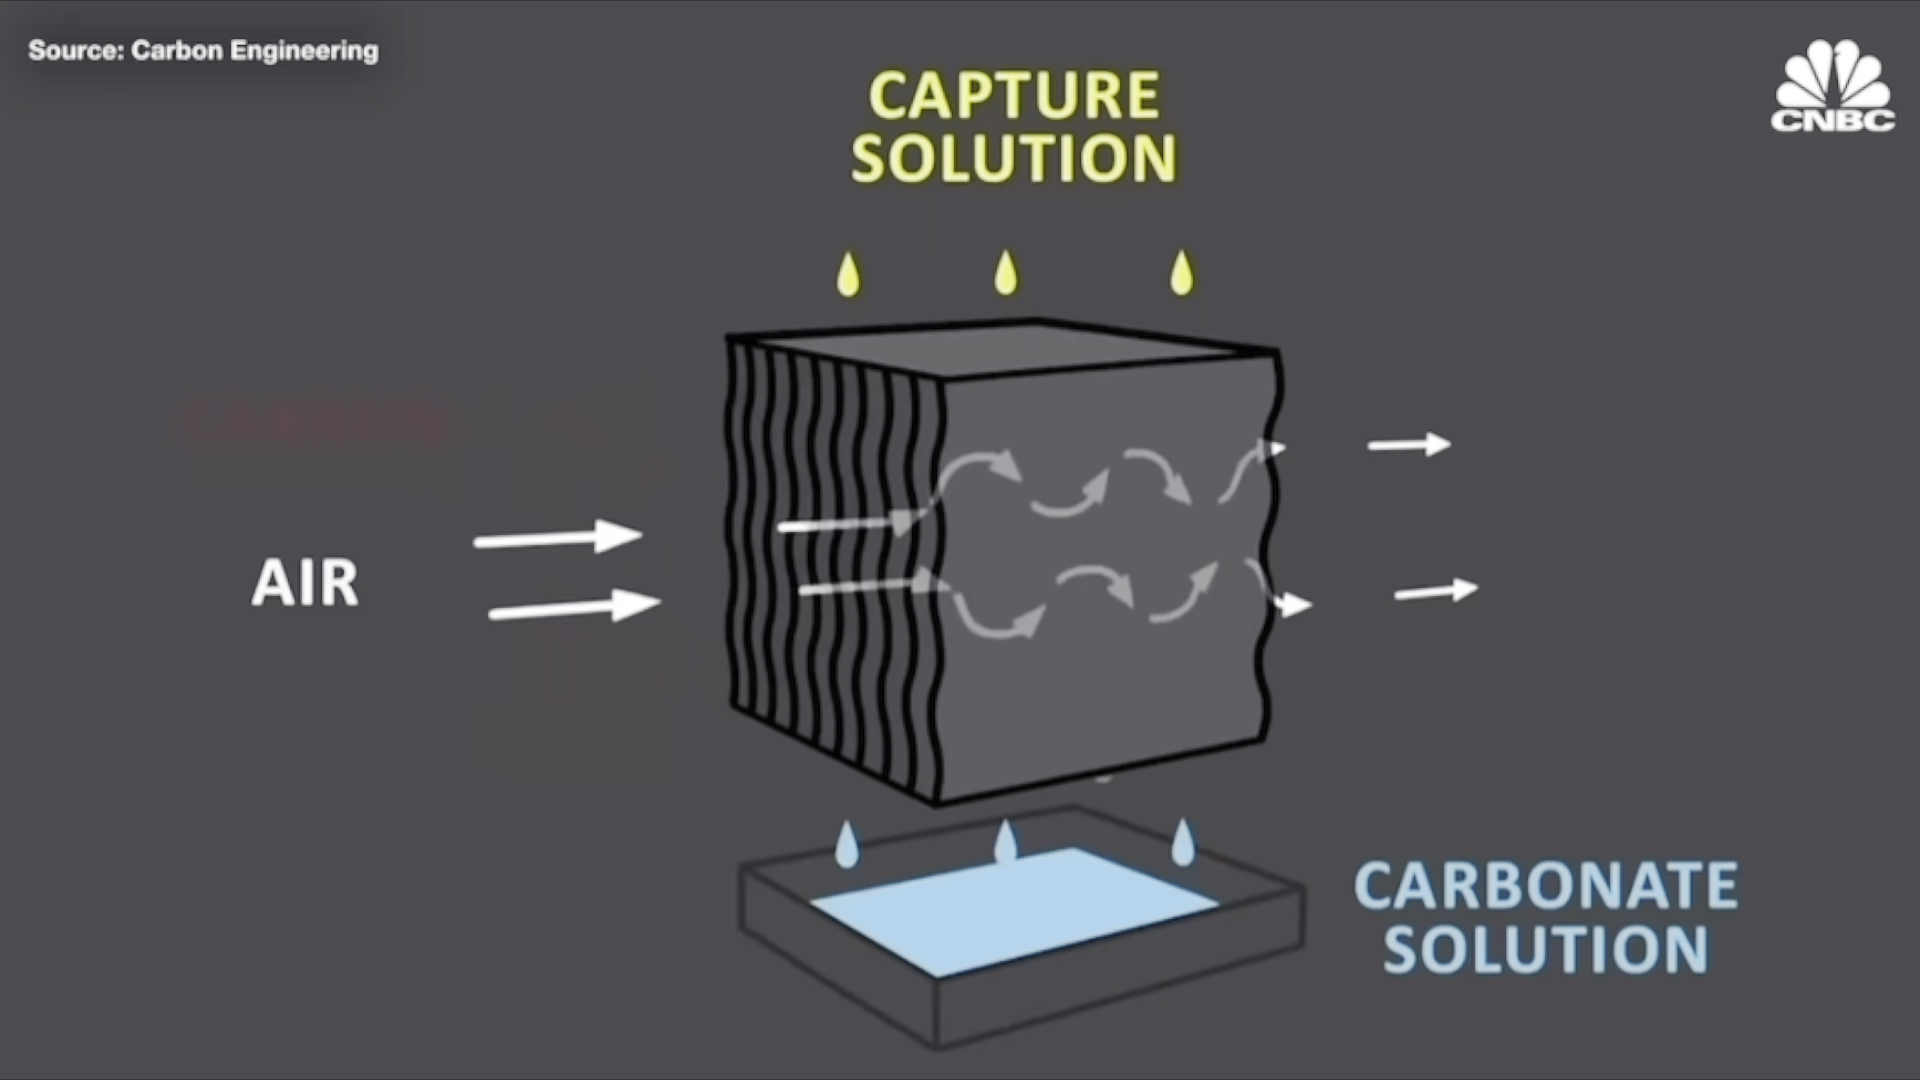 Source: Carbon Engineering
CNBC
CAPTURE
SOLUTION
AIR
CARBONATE
SOLUTION